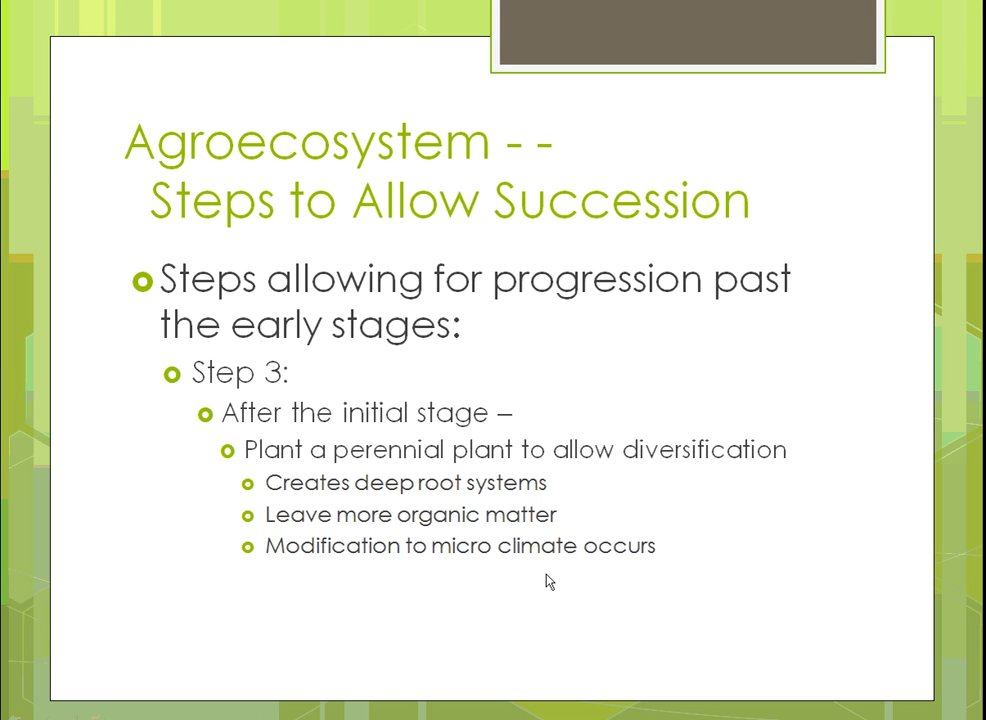 Agroecosystem - -
Steps to Allow Succession
Steps allowing for progression past
the early stages:
Step 3:
After the initial stage –
Plant a perennial plant to allow diversification
Creates deep root systems
Leave more organic matter
Modification to micro climate occurs